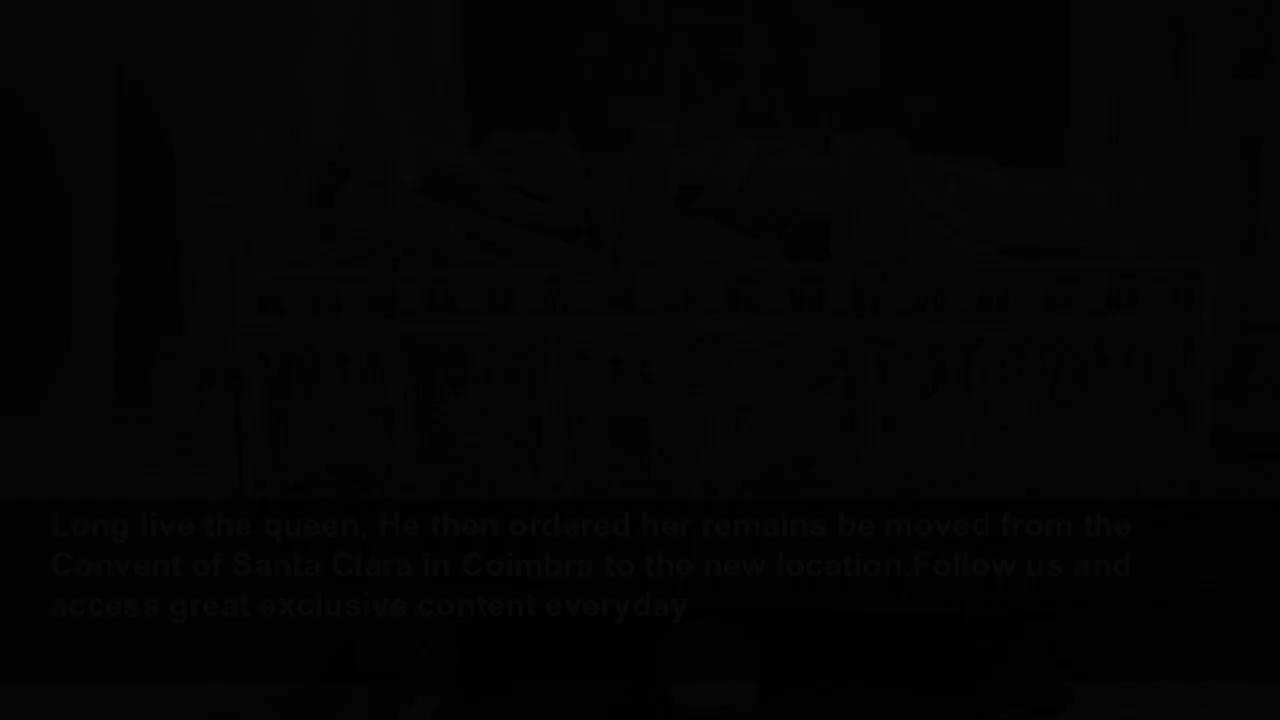 Long live the queen, He then ordered her remains be moved from the
Convent of Santa Clara in Coimbra to the new location.Follow us and
access great exclusive content everyday